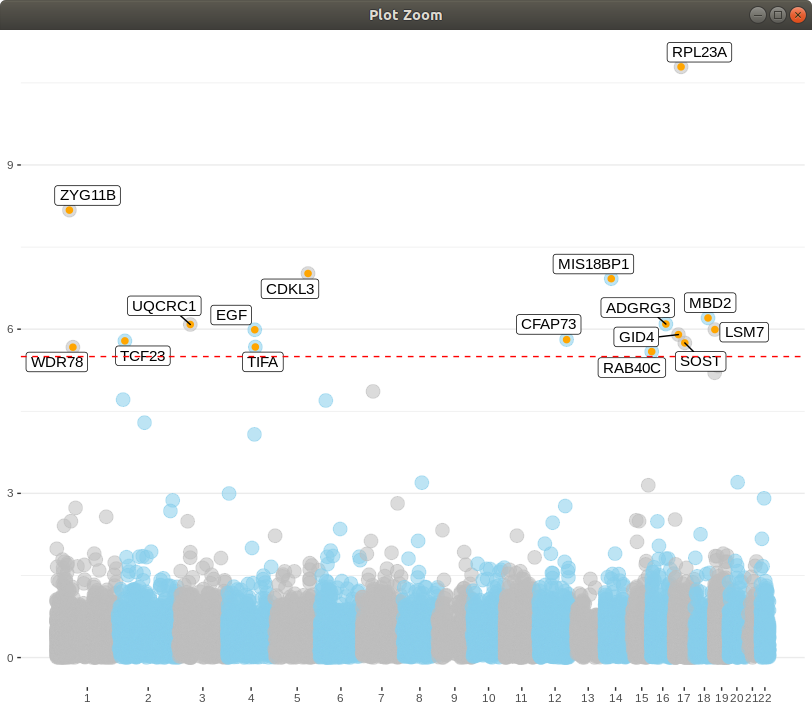 Plot Zoom
RPL23A
9
ZYG11B
MIS18BP1
CDKL3
UQCRC1
EGF
ADGRG3
MBD2
CFAP73
6
LSM7
GID4
WDR78
TCF23
TIFA
RAB40C
SOST
3
0
1 2 3 4 5 6 7 8 9 10 11 12 13 14 15 16 17 18 19 20 21 22